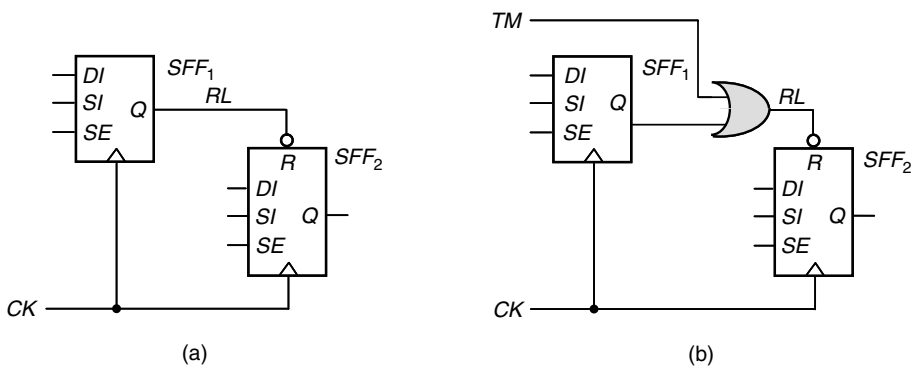 DI
SI
SE
Q
SFF1
RL
R
SFF2
DI
SI
SE
Q
CK
(a)
TM
DI
SI
SE
Q
SFF1
RL
R
SFF2
DI
SI
SE
Q
CK
(b)